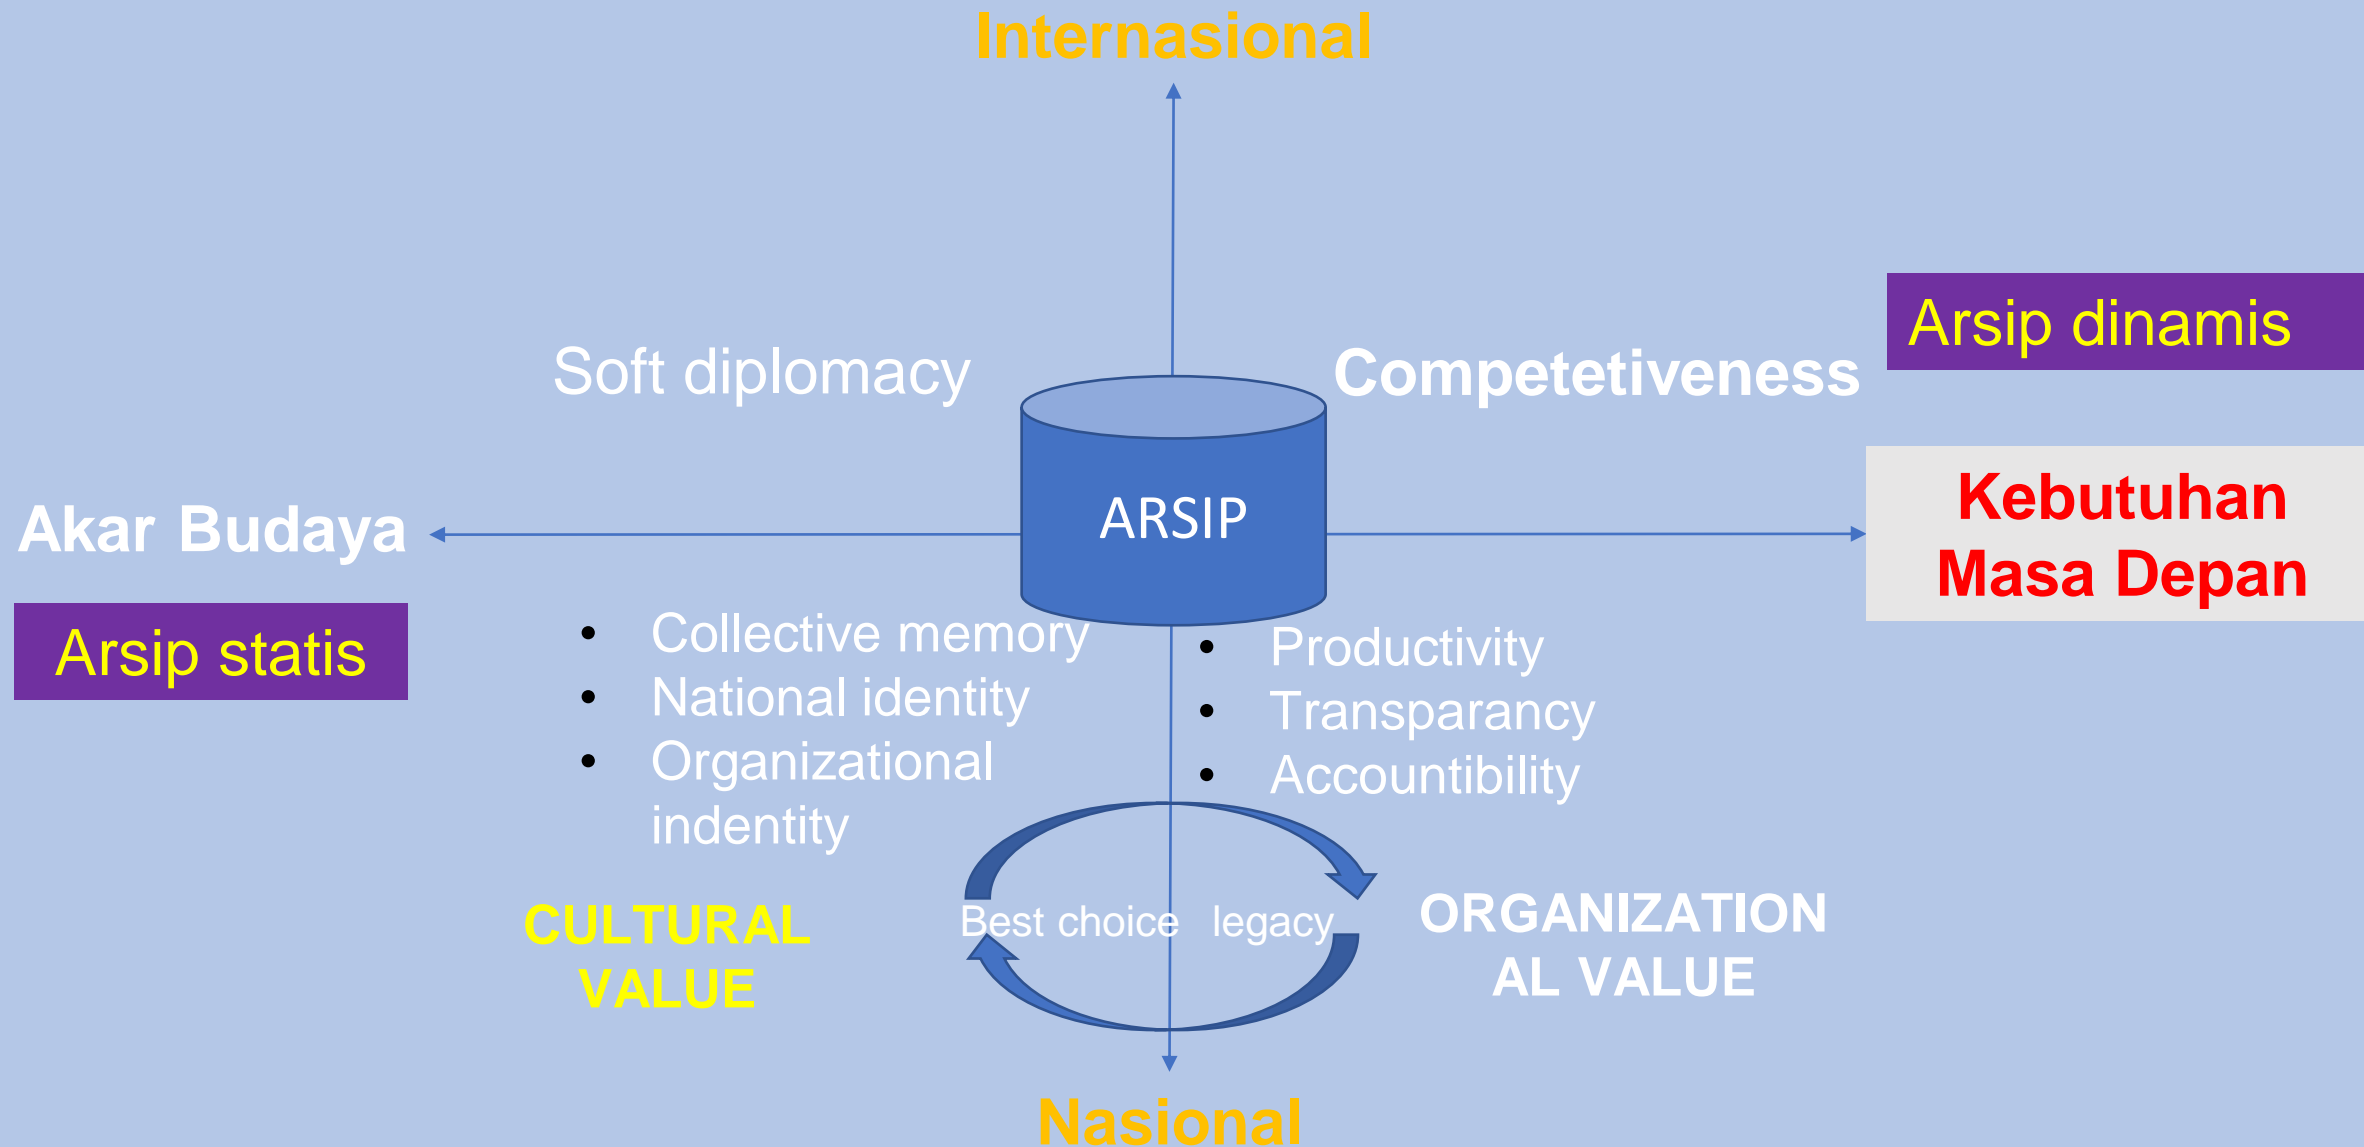 Internasional
Arsip dinamis
Soft diplomacy
Competetiveness
ARSIP
Akar Budaya
Kebutuhan
Masa Depan
Arsip statis
• Collective memory
• National identity
• Organizational
indentity
• Productivity
• Transparancy
• Accountibility
CULTURAL
VALUE
Best choice
legacy
ORGANIZATION
AL VALUE
Nasional